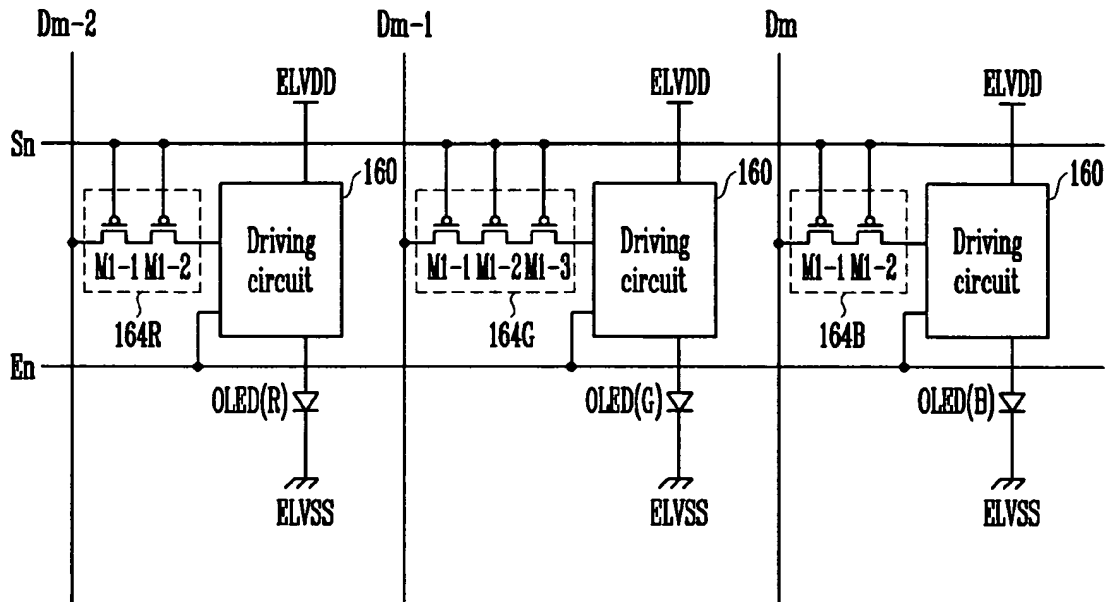 Dm-2 Dm-1 Dm
ELVDD ELVDD ELVDD
Sn
160 160 160
Driving circuit Driving circuit Driving circuit
M1-1 M1-2 M1-1 M1-2 M1-3 M1-1 M1-2
164R 164G 164B
En
OLED(R) OLED(G) OLED(B)
ELVSS ELVSS ELVSS